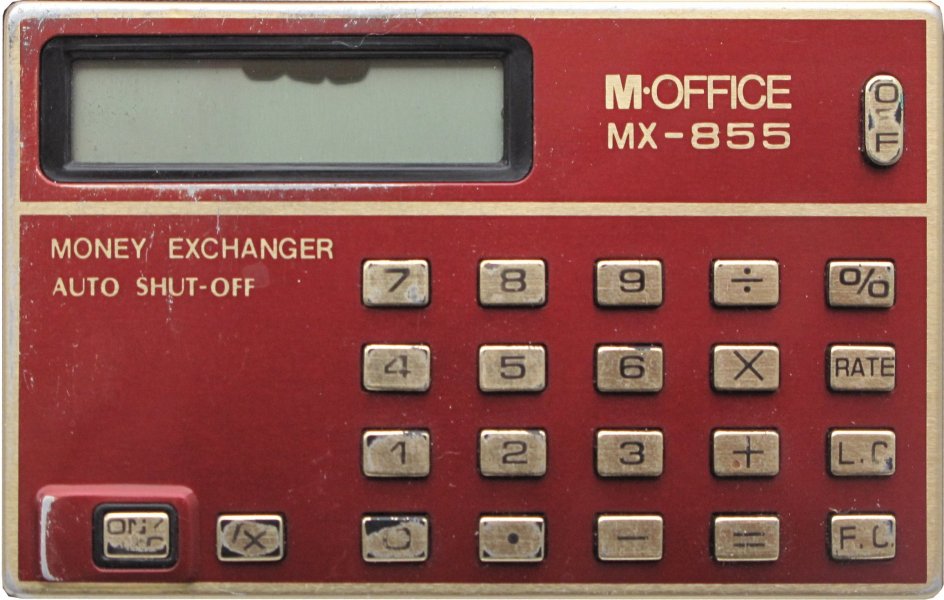 M·OFFICE
MX-855
OFF
MONEY EXCHANGER
AUTO SHUT-OFF
7 8 9 ÷ %
4 5 6 X RATE
1 2 3 + L.C.
0 • − = F.C.